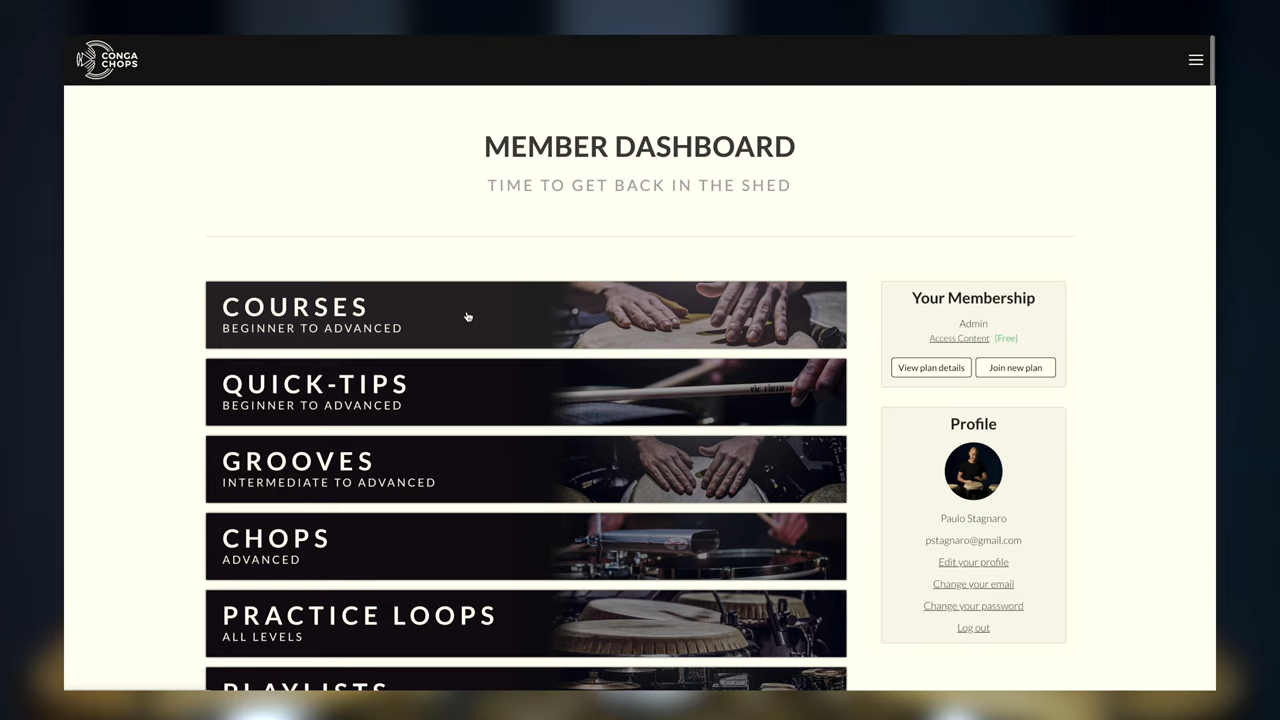 CONGA
CHOPS
MEMBER DASHBOARD
TIME TO GET BACK IN THE SHED
COURSES
BEGINNER TO ADVANCED
QUICK-TIPS
BEGINNER TO ADVANCED
VIC FIRTH
GROOVES
INTERMEDIATE TO ADVANCED
CHOPS
ADVANCED
PRACTICE LOOPS
ALL LEVELS
PLAYLISTS
Your Membership
Admin
Access Content [Free]
View plan details
Join new plan
Profile
Paulo Stagnaro
pstagnaro@gmail.com
Edit your profile
Change your email
Change your password
Log out